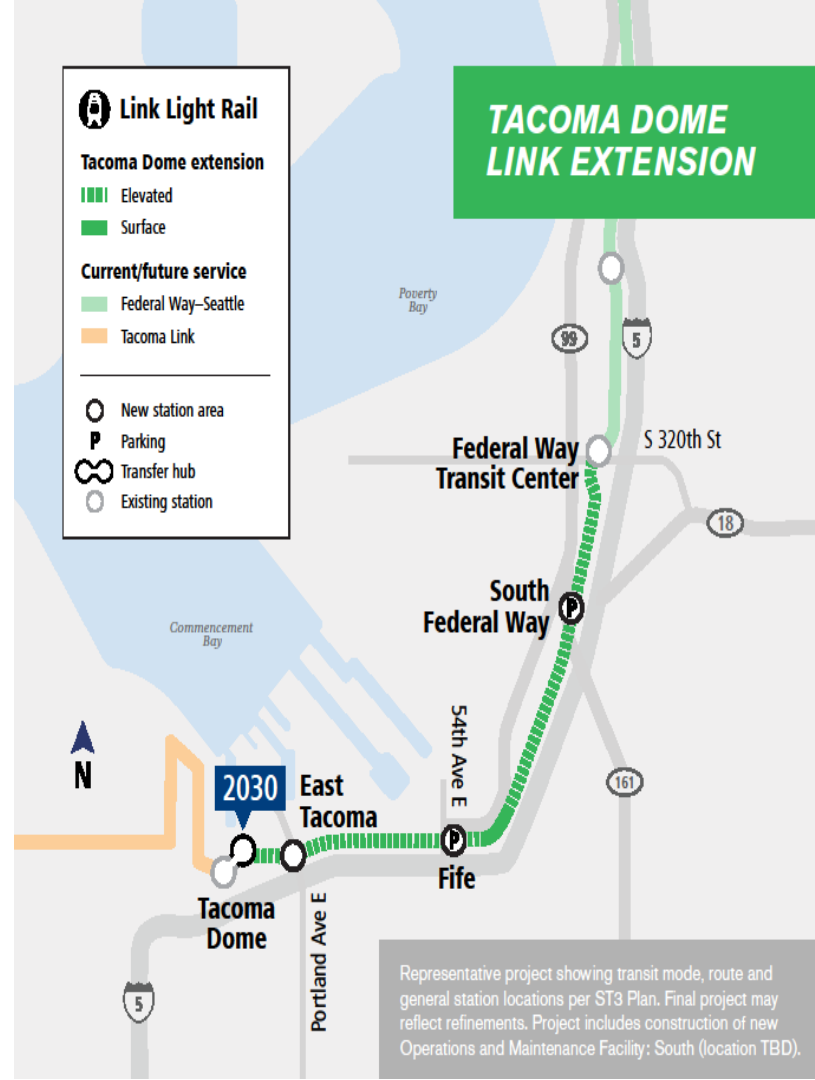 Link Light Rail
Tacoma Dome extension
Elevated
Surface
Current/future service
Federal Way–Seattle
Tacoma Link
New station area
P
Parking
Transfer hub
Existing station
TACOMA DOME
LINK EXTENSION
Poverty
Bay
99
5
Federal Way
Transit Center
S 320th St
18
South
Federal Way
P
Commencement
Bay
54th Ave E
N
2030
East
Tacoma
161
P
Fife
Tacoma
Dome
Portland Ave E
5
Representative project showing transit mode, route and
general station locations per ST3 Plan. Final project may
reflect refinements. Project includes construction of new
Operations and Maintenance Facility: South (location TBD).